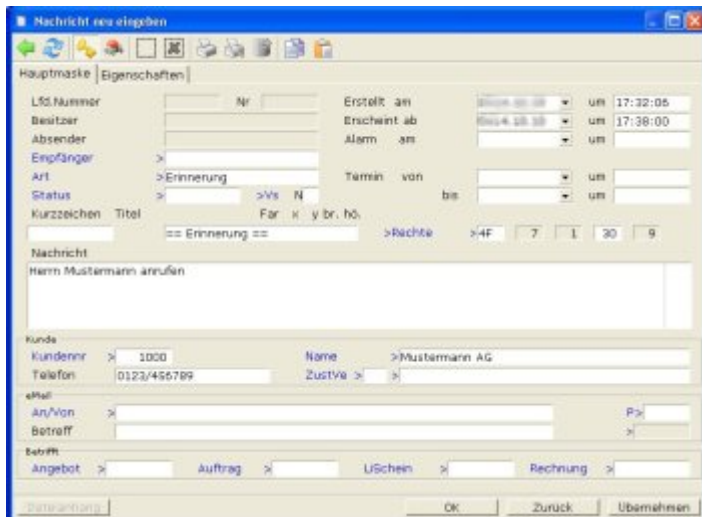 Nachricht neu eingeben
Hauptmaske Eigenschaften
Lfd.Nummer Nr Erstellt am um 17:32:06
Besitzer Erscheint ab um 17:38:00
Absender Alarm am um
Empfänger >
Art >Erinnerung Termin von um
Status > >Vs N bis um
Kurzzeichen Titel Far x y br. hö.
== Erinnerung == >Rechte >4F 7 1 30 9
Nachricht
Herrn Mustermann anrufen
Kunde
Kundennr > 1000 Name >Mustermann AG
Telefon 0123/456789 ZustVe > >
eMail
An/Von > P>
Betreff >
Betrifft
Angebot > Auftrag > LiSchein > Rechnung >
Dateianhang OK Zurück Übernehmen